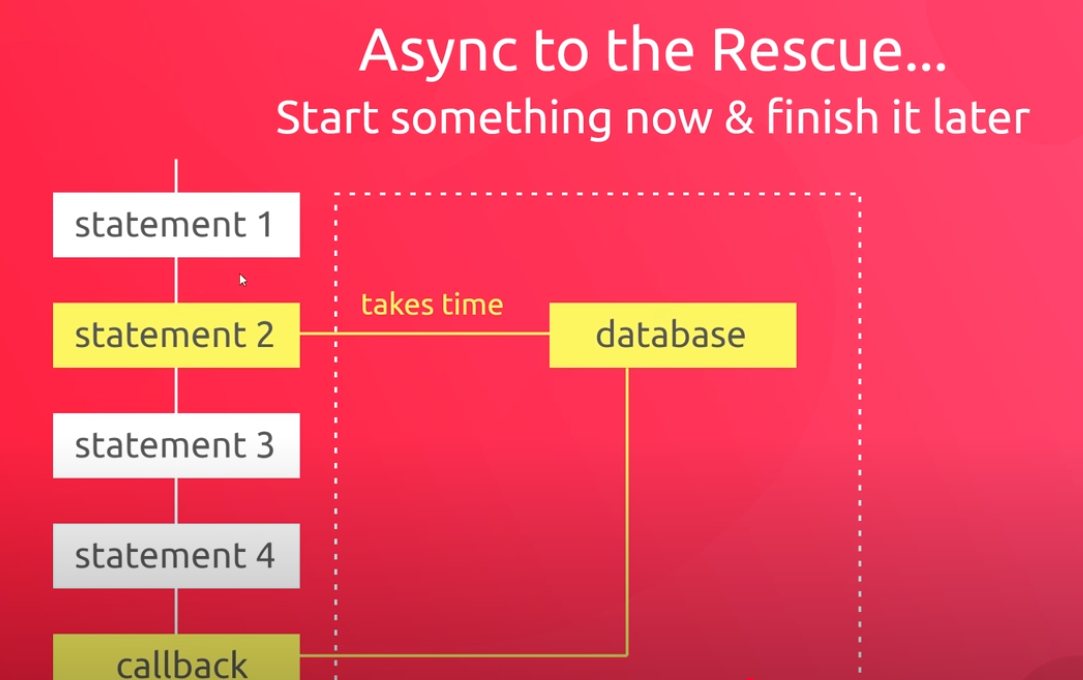 Async to the Rescue...
Start something now & finish it later
statement 1
takes time
statement 2
database
statement 3
statement 4
callback